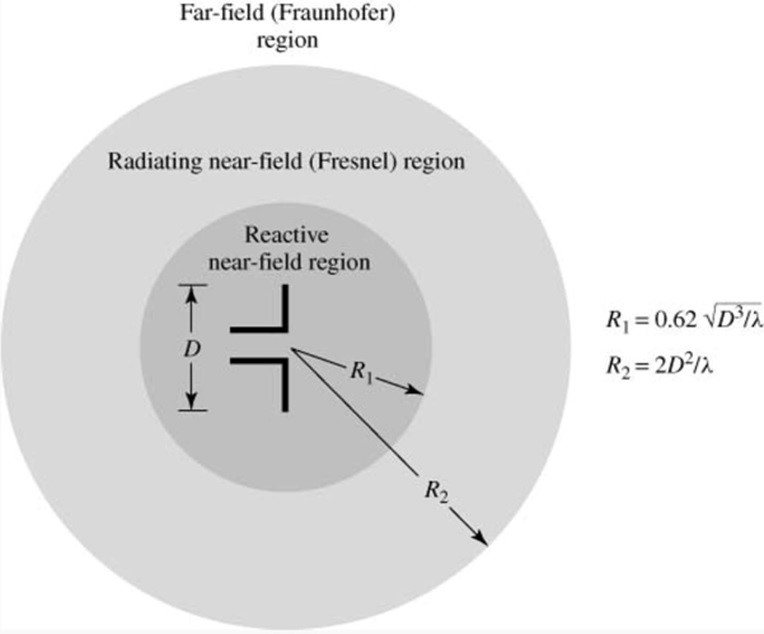 Far-field (Fraunhofer)
region
Radiating near-field (Fresnel) region
Reactive
near-field region
D
R₁
R₂
R₁ = 0.62 √D³/λ
R₂ = 2D²/λ